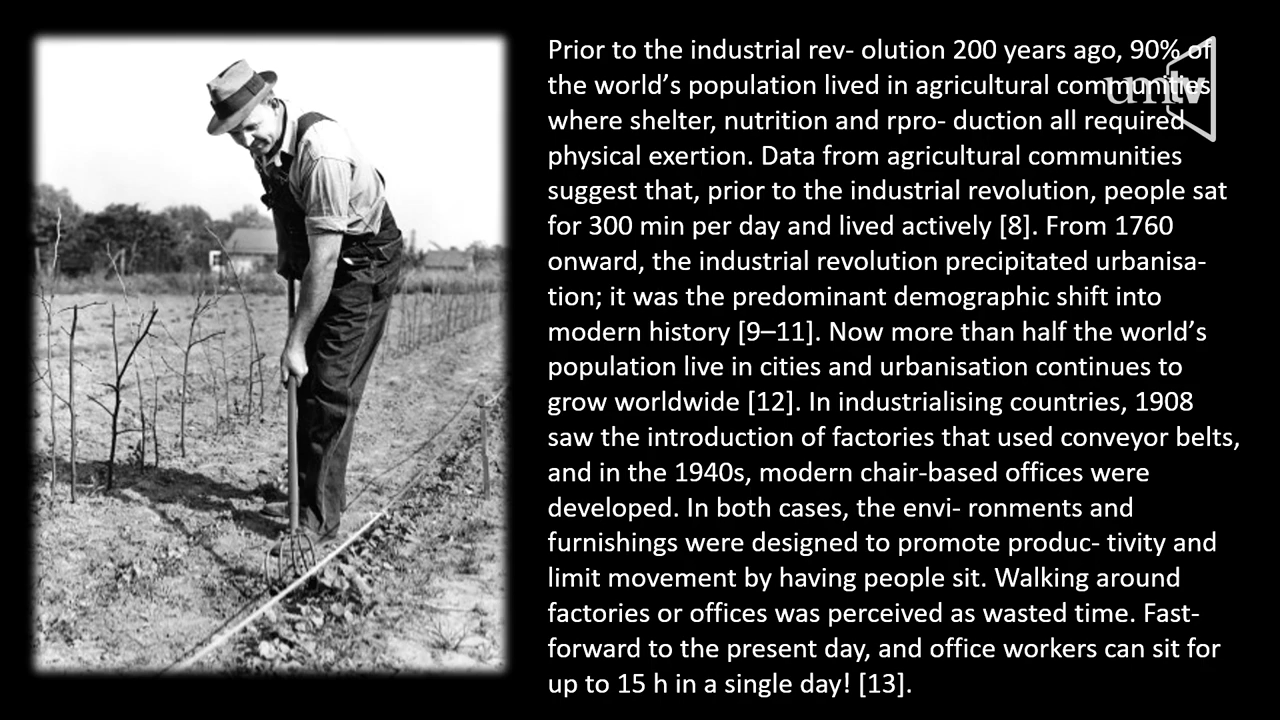 Prior to the industrial rev- olution 200 years ago, 90% of
the world's population lived in agricultural communities
where shelter, nutrition and rpro- duction all required
physical exertion. Data from agricultural communities
suggest that, prior to the industrial revolution, people sat
for 300 min per day and lived actively [8]. From 1760
onward, the industrial revolution precipitated urbanisa-
tion; it was the predominant demographic shift into
modern history [9–11]. Now more than half the world's
population live in cities and urbanisation continues to
grow worldwide [12]. In industrialising countries, 1908
saw the introduction of factories that used conveyor belts,
and in the 1940s, modern chair-based offices were
developed. In both cases, the envi- ronments and
furnishings were designed to promote produc- tivity and
limit movement by having people sit. Walking around
factories or offices was perceived as wasted time. Fast-
forward to the present day, and office workers can sit for
up to 15 h in a single day! [13].
umtv